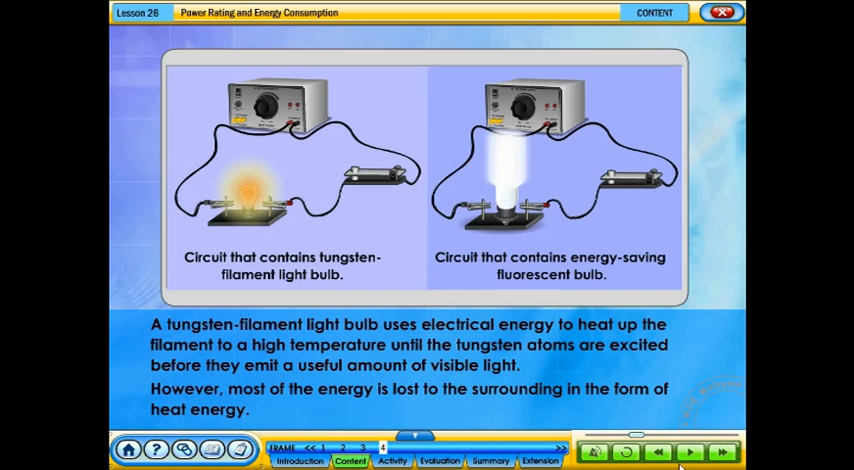 Lesson 26 Power Rating and Energy Consumption CONTENT
Circuit that contains tungsten-
filament light bulb.
Circuit that contains energy-saving
fluorescent bulb.
A tungsten-filament light bulb uses electrical energy to heat up the
filament to a high temperature until the tungsten atoms are excited
before they emit a useful amount of visible light.
However, most of the energy is lost to the surrounding in the form of
heat energy.
FRAME << 1 2 3 4 >>
Introduction Content Activity Evaluation Summary Extension